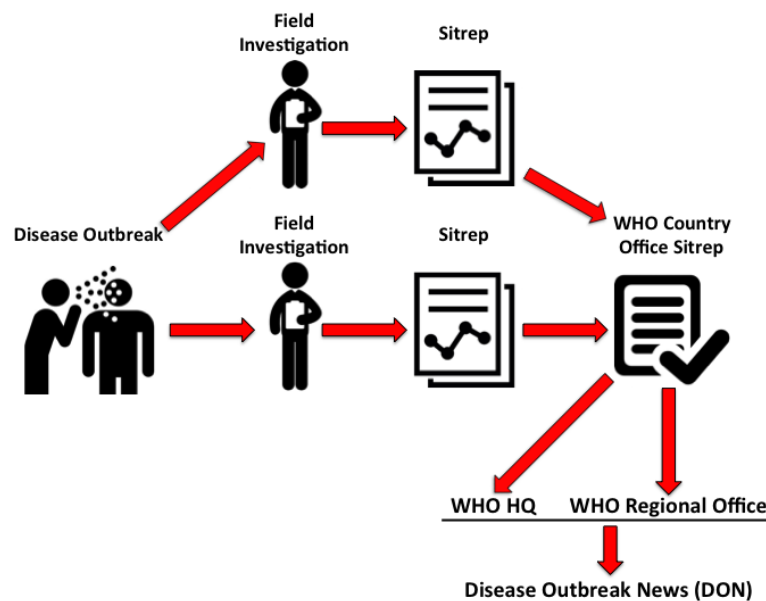 Field
Investigation
Sitrep
Disease Outbreak
Field
Investigation
Sitrep
WHO Country
Office Sitrep
WHO HQ
WHO Regional Office
Disease Outbreak News (DON)